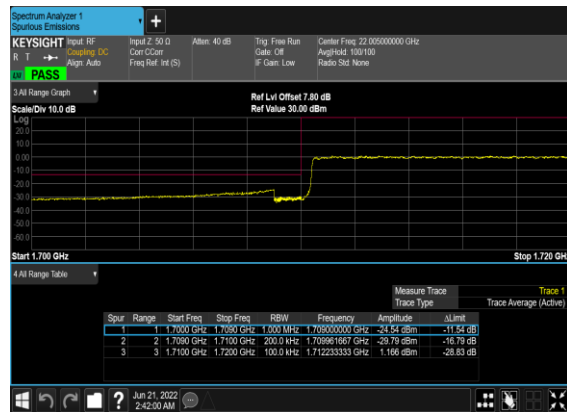 Spectrum Analyzer 1
Spurious Emissions
+
KEYSIGHT Input: RF Input Z: 50 Ω Atten: 40 dB Trig: Free Run Center Freq: 22.005000000 GHz
R T Coupling: DC Corr CCorr Gate: Off Avg|Hold: 100/100
Align: Auto Freq Ref: Int (S) IF Gain: Low Radio Std: None
PASS
3 All Range Graph
Ref Lvl Offset 7.80 dB
Scale/Div 10.0 dB Ref Value 30.00 dBm
Log
20.0
10.0
0.00
-10.0
-20.0
-30.0
-40.0
-50.0
-60.0
Start 1.700 GHz Stop 1.720 GH
4 All Range Table
Measure Trace Trace 1
Trace Type Trace Average (Active)
Spur Range Start Freq Stop Freq RBW Frequency Amplitude ΔLimit
1 1 1.7000 GHz 1.7090 GHz 1.000 MHz 1.709000000 GHz -24.54 dBm -11.54 dB
2 2 1.7090 GHz 1.7100 GHz 200.0 kHz 1.709961667 GHz -29.79 dBm -16.79 dB
3 3 1.7100 GHz 1.7200 GHz 100.0 kHz 1.712233333 GHz 1.166 dBm -28.83 dB
?
Jun 21, 2022
2:42:00 AM